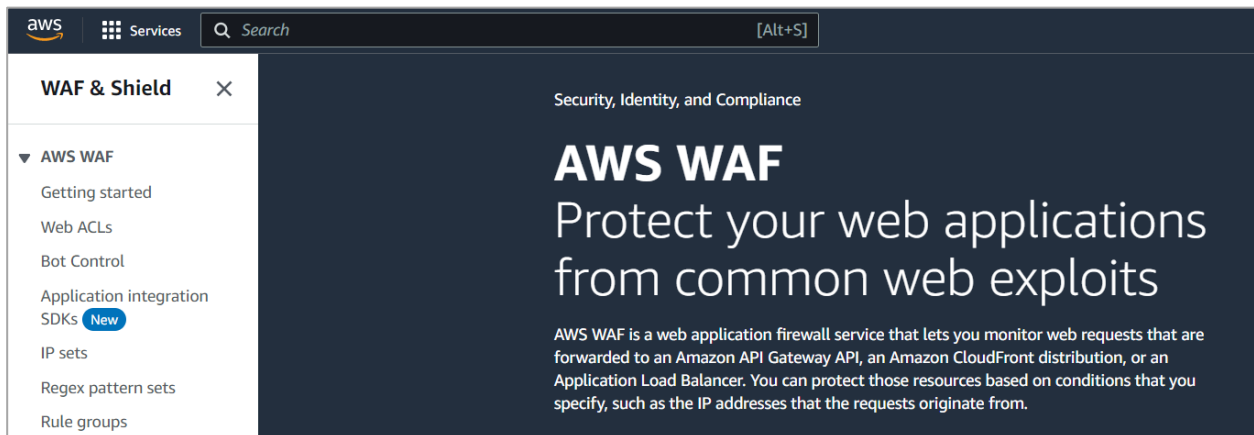 aws
Services
Search
[Alt+S]
WAF & Shield
AWS WAF
Getting started
Web ACLs
Bot Control
Application integration
SDKs New
IP sets
Regex pattern sets
Rule groups
Security, Identity, and Compliance
AWS WAF
Protect your web applications
from common web exploits
AWS WAF is a web application firewall service that lets you monitor web requests that are
forwarded to an Amazon API Gateway API, an Amazon CloudFront distribution, or an
Application Load Balancer. You can protect those resources based on conditions that you
specify, such as the IP addresses that the requests originate from.